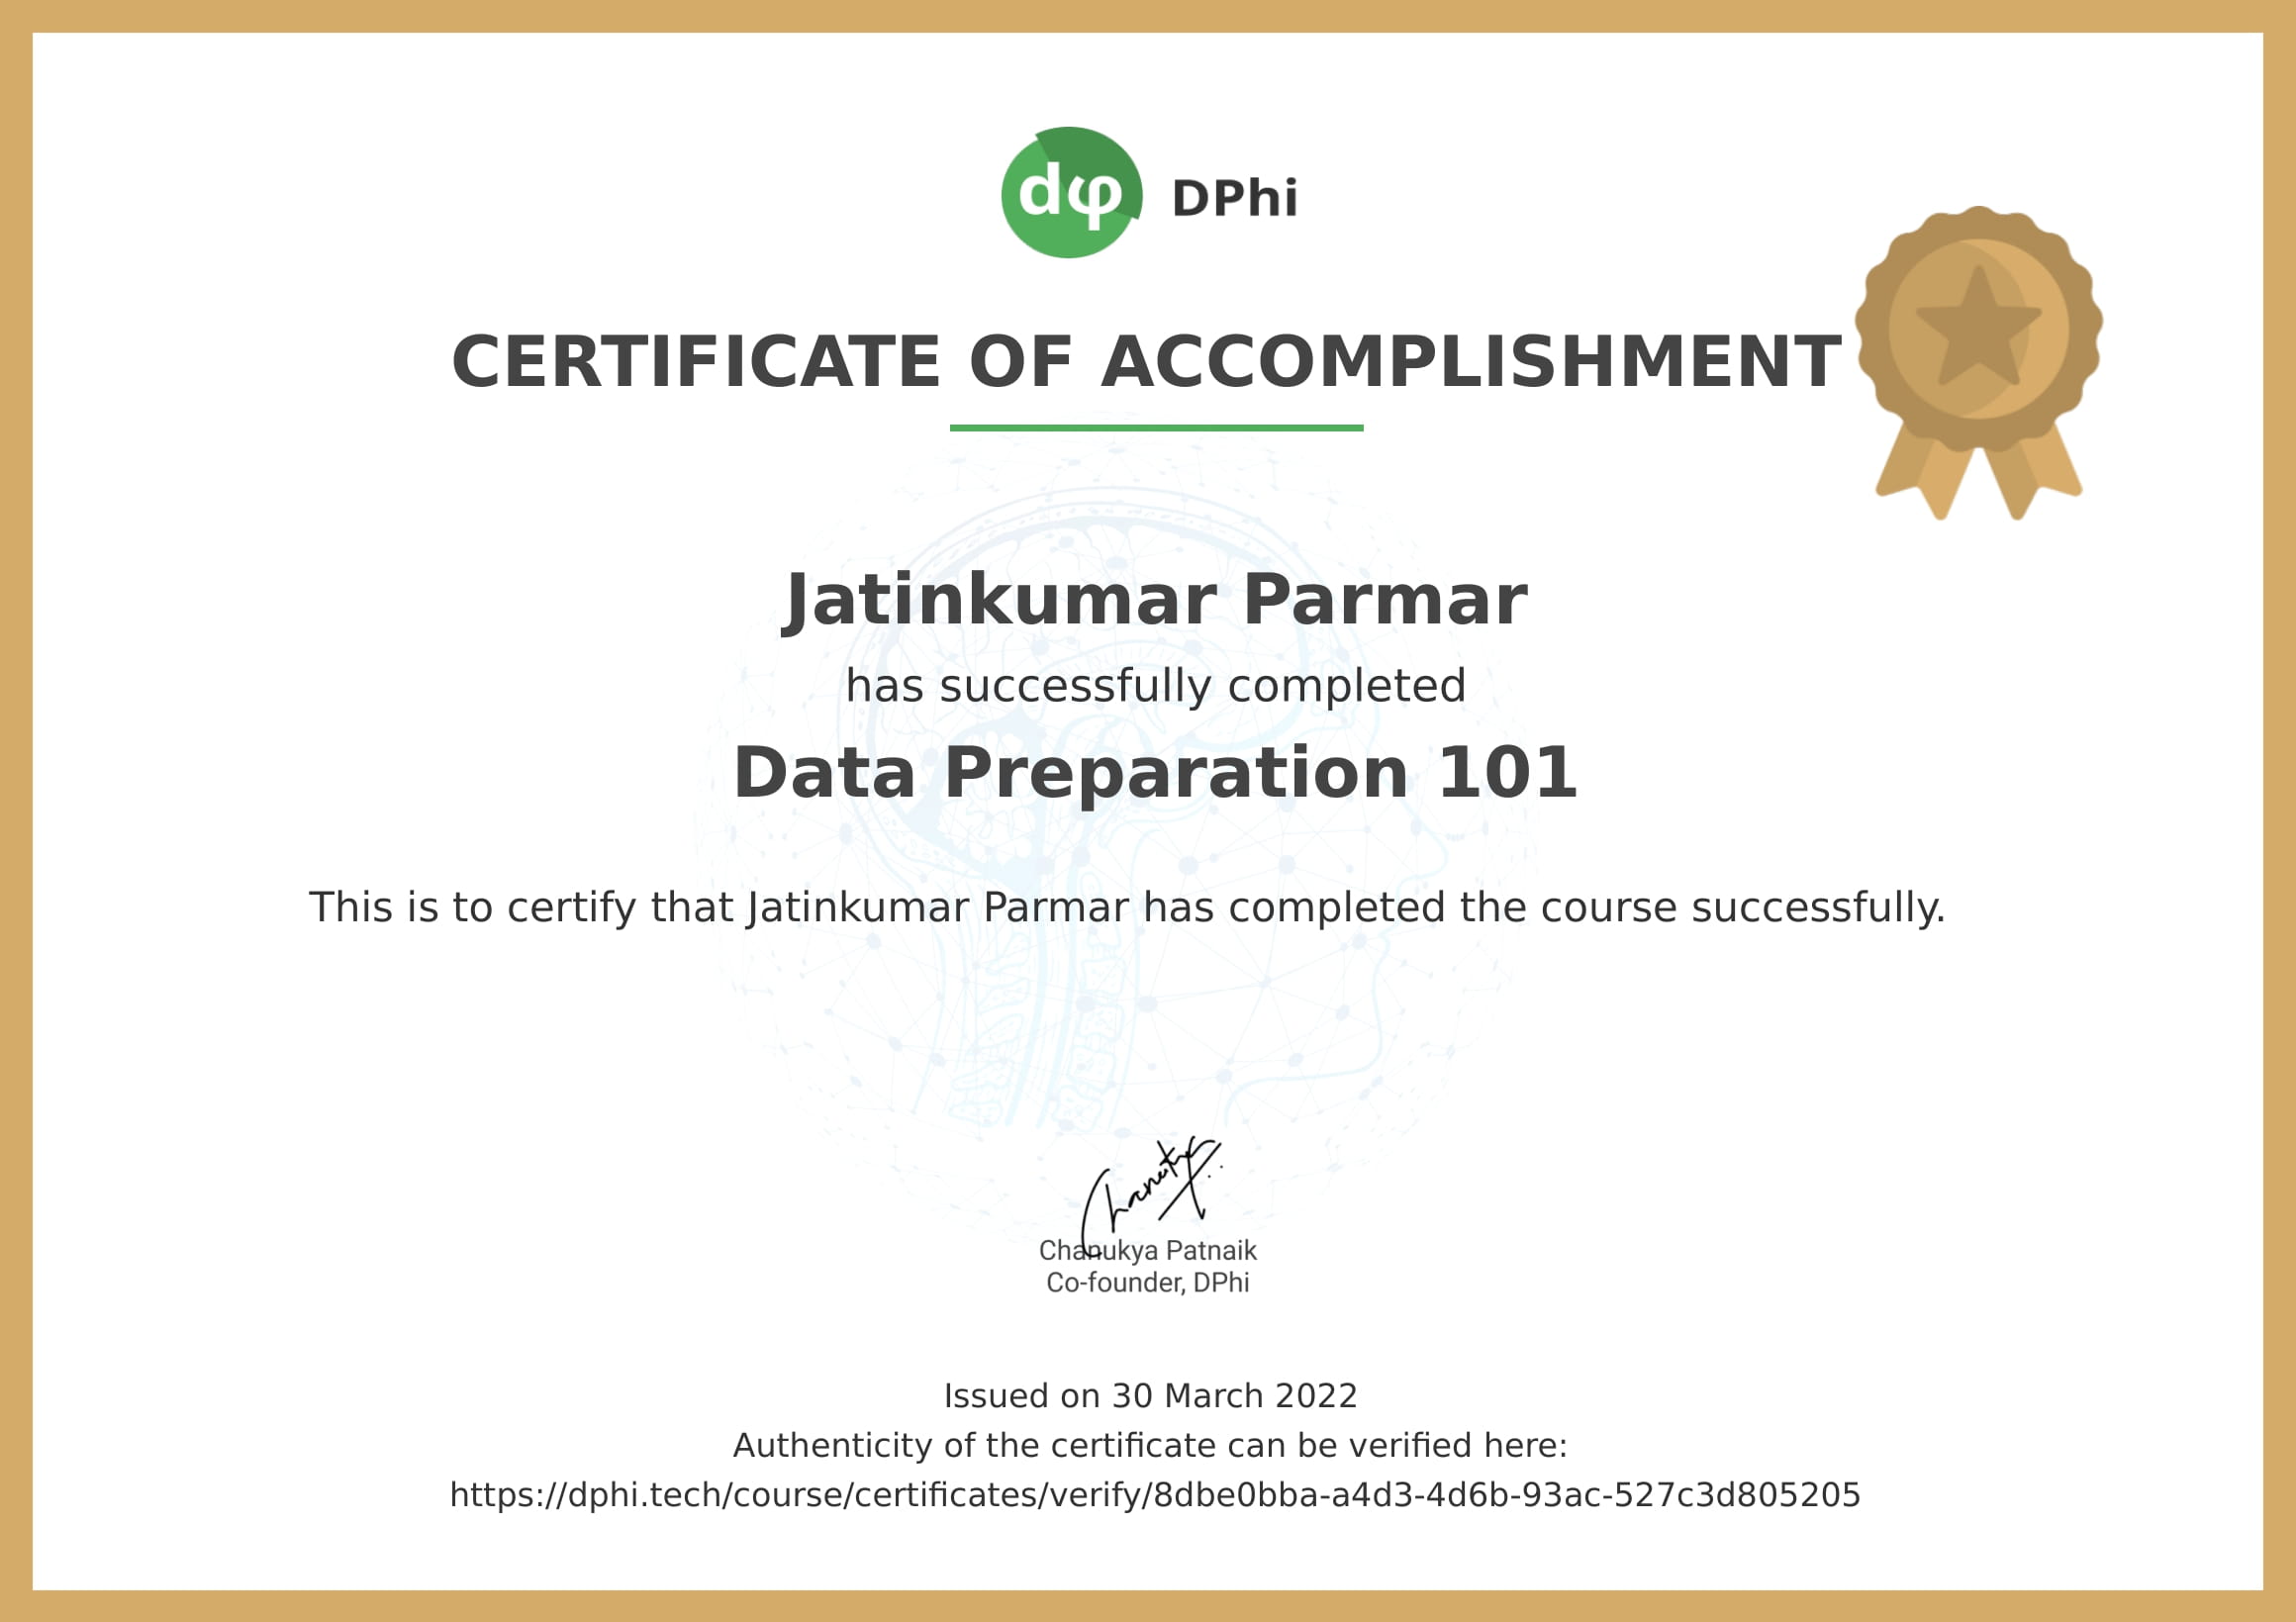 dφ DPhi
CERTIFICATE OF ACCOMPLISHMENT
Jatinkumar Parmar
has successfully completed
Data Preparation 101
This is to certify that Jatinkumar Parmar has completed the course successfully.
Chanukya Patnaik
Co-founder, DPhi
Issued on 30 March 2022
Authenticity of the certificate can be verified here:
https://dphi.tech/course/certificates/verify/8dbe0bba-a4d3-4d6b-93ac-527c3d805205